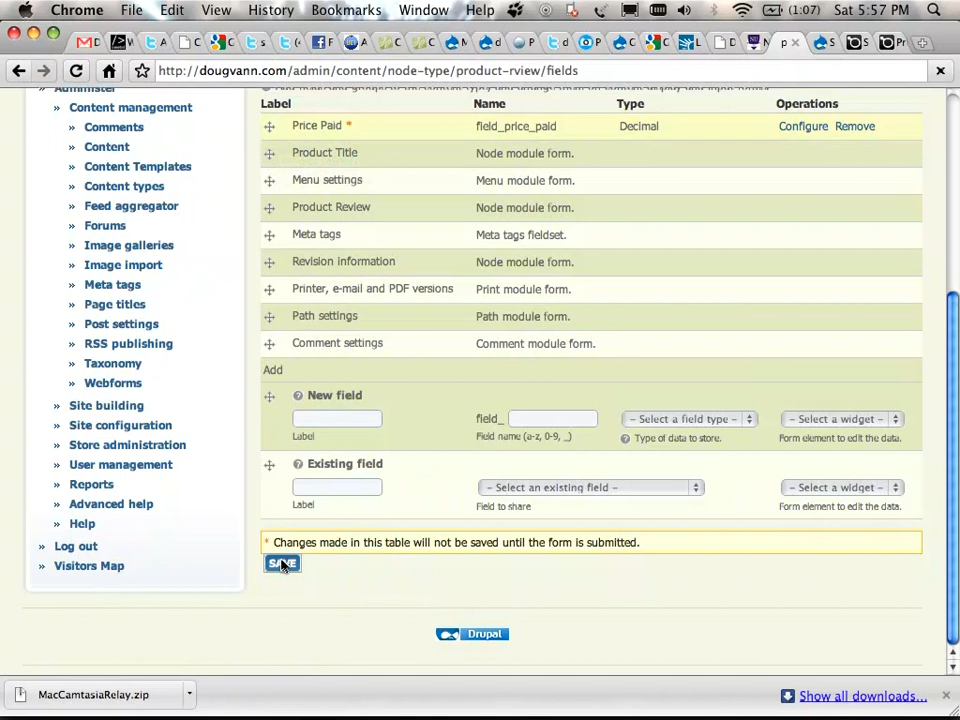 Chrome File Edit View History Bookmarks Window Help (1:07) Sat 5:57 PM
http://dougvann.com/admin/content/node-type/product-rview/fields
Administer
» Content management
» Comments
» Content
» Content Templates
» Content types
» Feed aggregator
» Forums
» Image galleries
» Image import
» Meta tags
» Page titles
» Post settings
» RSS publishing
» Taxonomy
» Webforms
» Site building
» Site configuration
» Store administration
» User management
» Reports
» Advanced help
» Help
» Log out
» Visitors Map
Label Name Type Operations
Price Paid * field_price_paid Decimal Configure Remove
Product Title Node module form.
Menu settings Menu module form.
Product Review Node module form.
Meta tags Meta tags fieldset.
Revision information Node module form.
Printer, e-mail and PDF versions Print module form.
Path settings Path module form.
Comment settings Comment module form.
Add
New field
field_ - Select a field type - - Select a widget -
Label Field name (a-z, 0-9, _) Type of data to store. Form element to edit the data.
Existing field
- Select an existing field - - Select a widget -
Label Field to share Form element to edit the data.
* Changes made in this table will not be saved until the form is submitted.
SAVE
Drupal
MacCamtasiaRelay.zip Show all downloads...